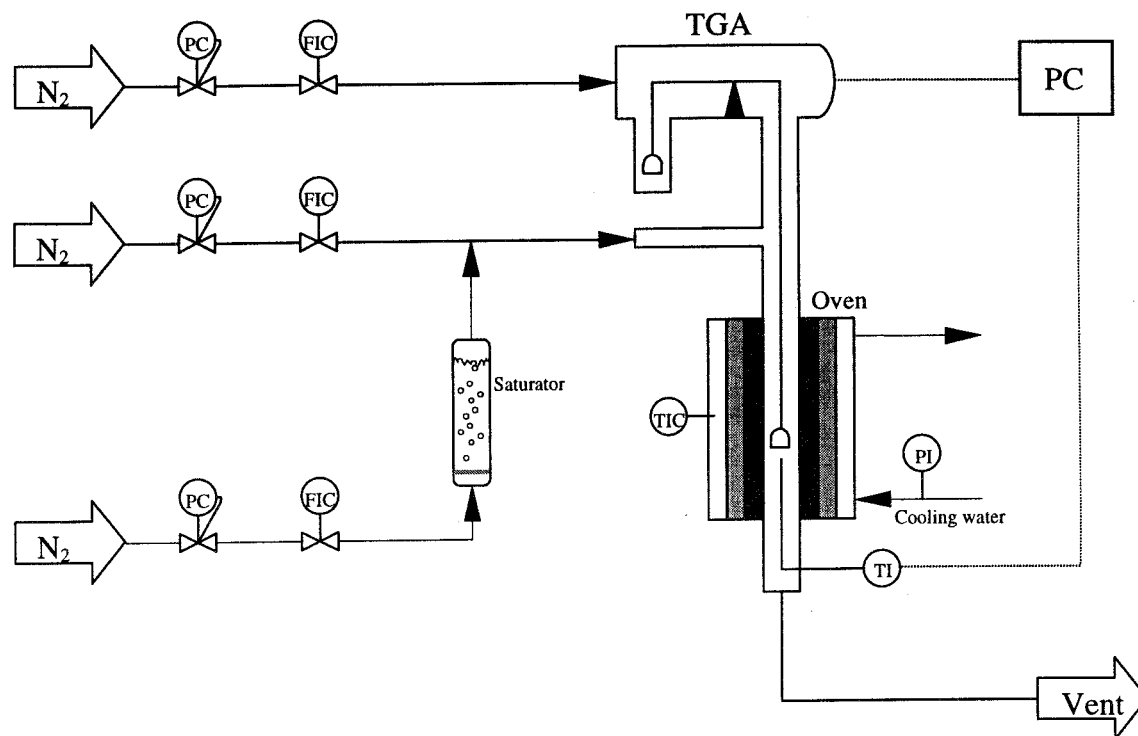 TGA
PC
FIC
N₂
PC
PC
FIC
N₂
Oven
Saturator
TIC
PI
PC
FIC
Cooling water
N₂
TI
Vent